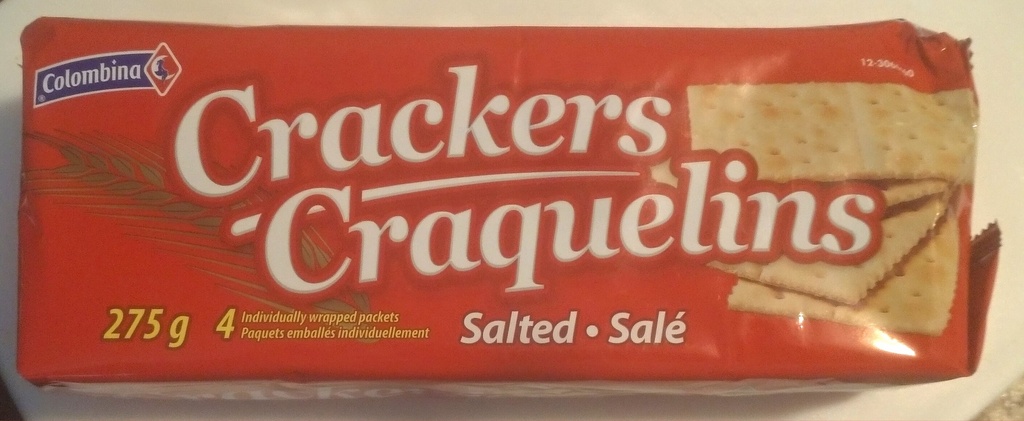 Colombina
Crackers
Craquelins
275 g
4 Individually wrapped packets
Paquets emballés individuellement
Salted • Salé